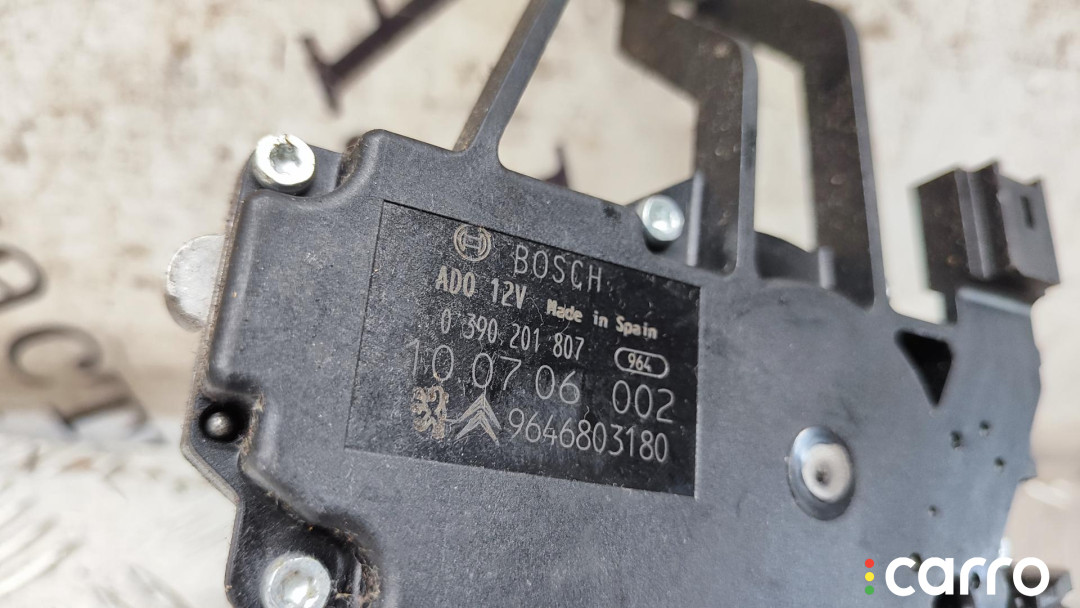 BOSCH
ADO 12V Made in Spain
0 390 201 807 964
10 07 06 002
9646803180
carro